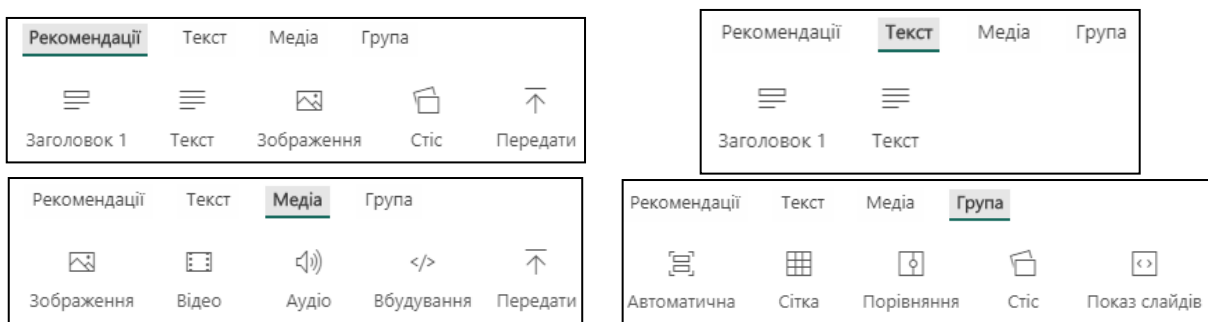 Рекомендації Текст Медіа Група
Заголовок 1 Текст Зображення Стіс Передати
Рекомендації Текст Медіа Група
Заголовок 1 Текст
Рекомендації Текст Медіа Група
Зображення Відео Аудіо Вбудування Передати
Рекомендації Текст Медіа Група
Автоматична Сітка Порівняння Стіс Показ слайдів